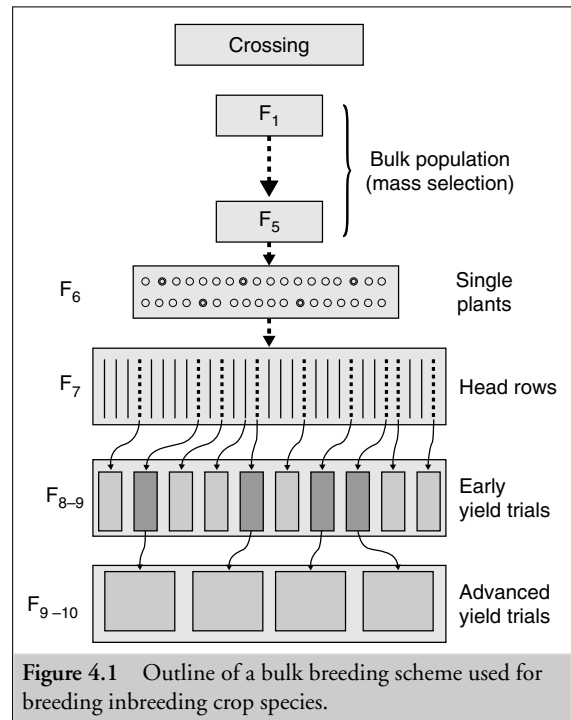 Crossing
F₁
Bulk population
(mass selection)
F₅
F₆
Single
plants
F₇
Head rows
F₈₋₉
Early
yield trials
F₉₋₁₀
Advanced
yield trials
Figure 4.1 Outline of a bulk breeding scheme used for
breeding inbreeding crop species.